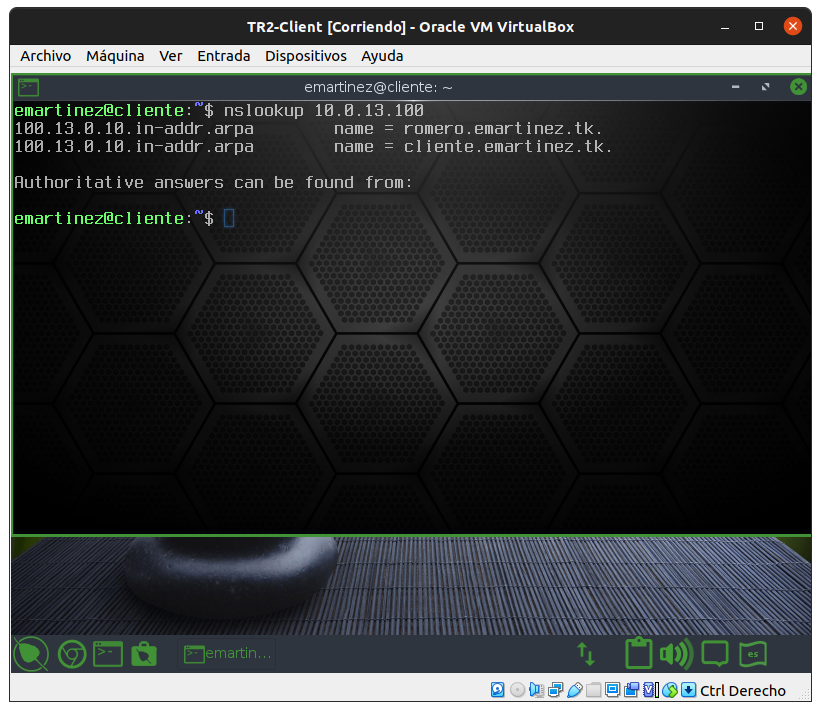 TR2-Client [Corriendo] - Oracle VM VirtualBox
Archivo Máquina Ver Entrada Dispositivos Ayuda
emartinez@cliente: ~
emartinez@cliente:~$ nslookup 10.0.13.100
100.13.0.10.in-addr.arpa        name = romero.emartinez.tk.
100.13.0.10.in-addr.arpa        name = cliente.emartinez.tk.
Authoritative answers can be found from:
emartinez@cliente:~$
emartin...
es
Ctrl Derecho